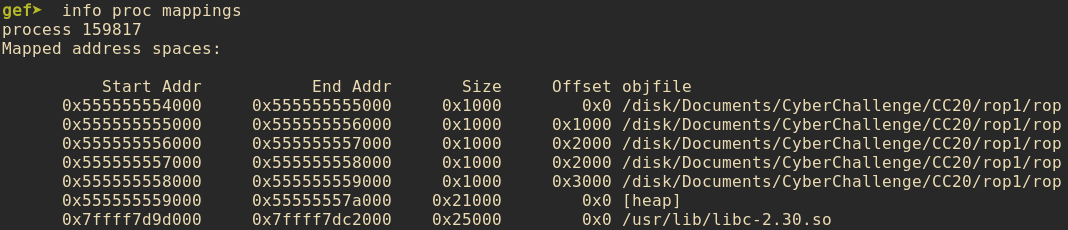 gef➤  info proc mappings
process 159817
Mapped address spaces:
Start Addr End Addr Size Offset objfile
0x555555554000 0x555555555000 0x1000 0x0 /disk/Documents/CyberChallenge/CC20/rop1/rop
0x555555555000 0x555555556000 0x1000 0x1000 /disk/Documents/CyberChallenge/CC20/rop1/rop
0x555555556000 0x555555557000 0x1000 0x2000 /disk/Documents/CyberChallenge/CC20/rop1/rop
0x555555557000 0x555555558000 0x1000 0x2000 /disk/Documents/CyberChallenge/CC20/rop1/rop
0x555555558000 0x555555559000 0x1000 0x3000 /disk/Documents/CyberChallenge/CC20/rop1/rop
0x555555559000 0x55555557a000 0x21000 0x0 [heap]
0x7ffff7d9d000 0x7ffff7dc2000 0x25000 0x0 /usr/lib/libc-2.30.so